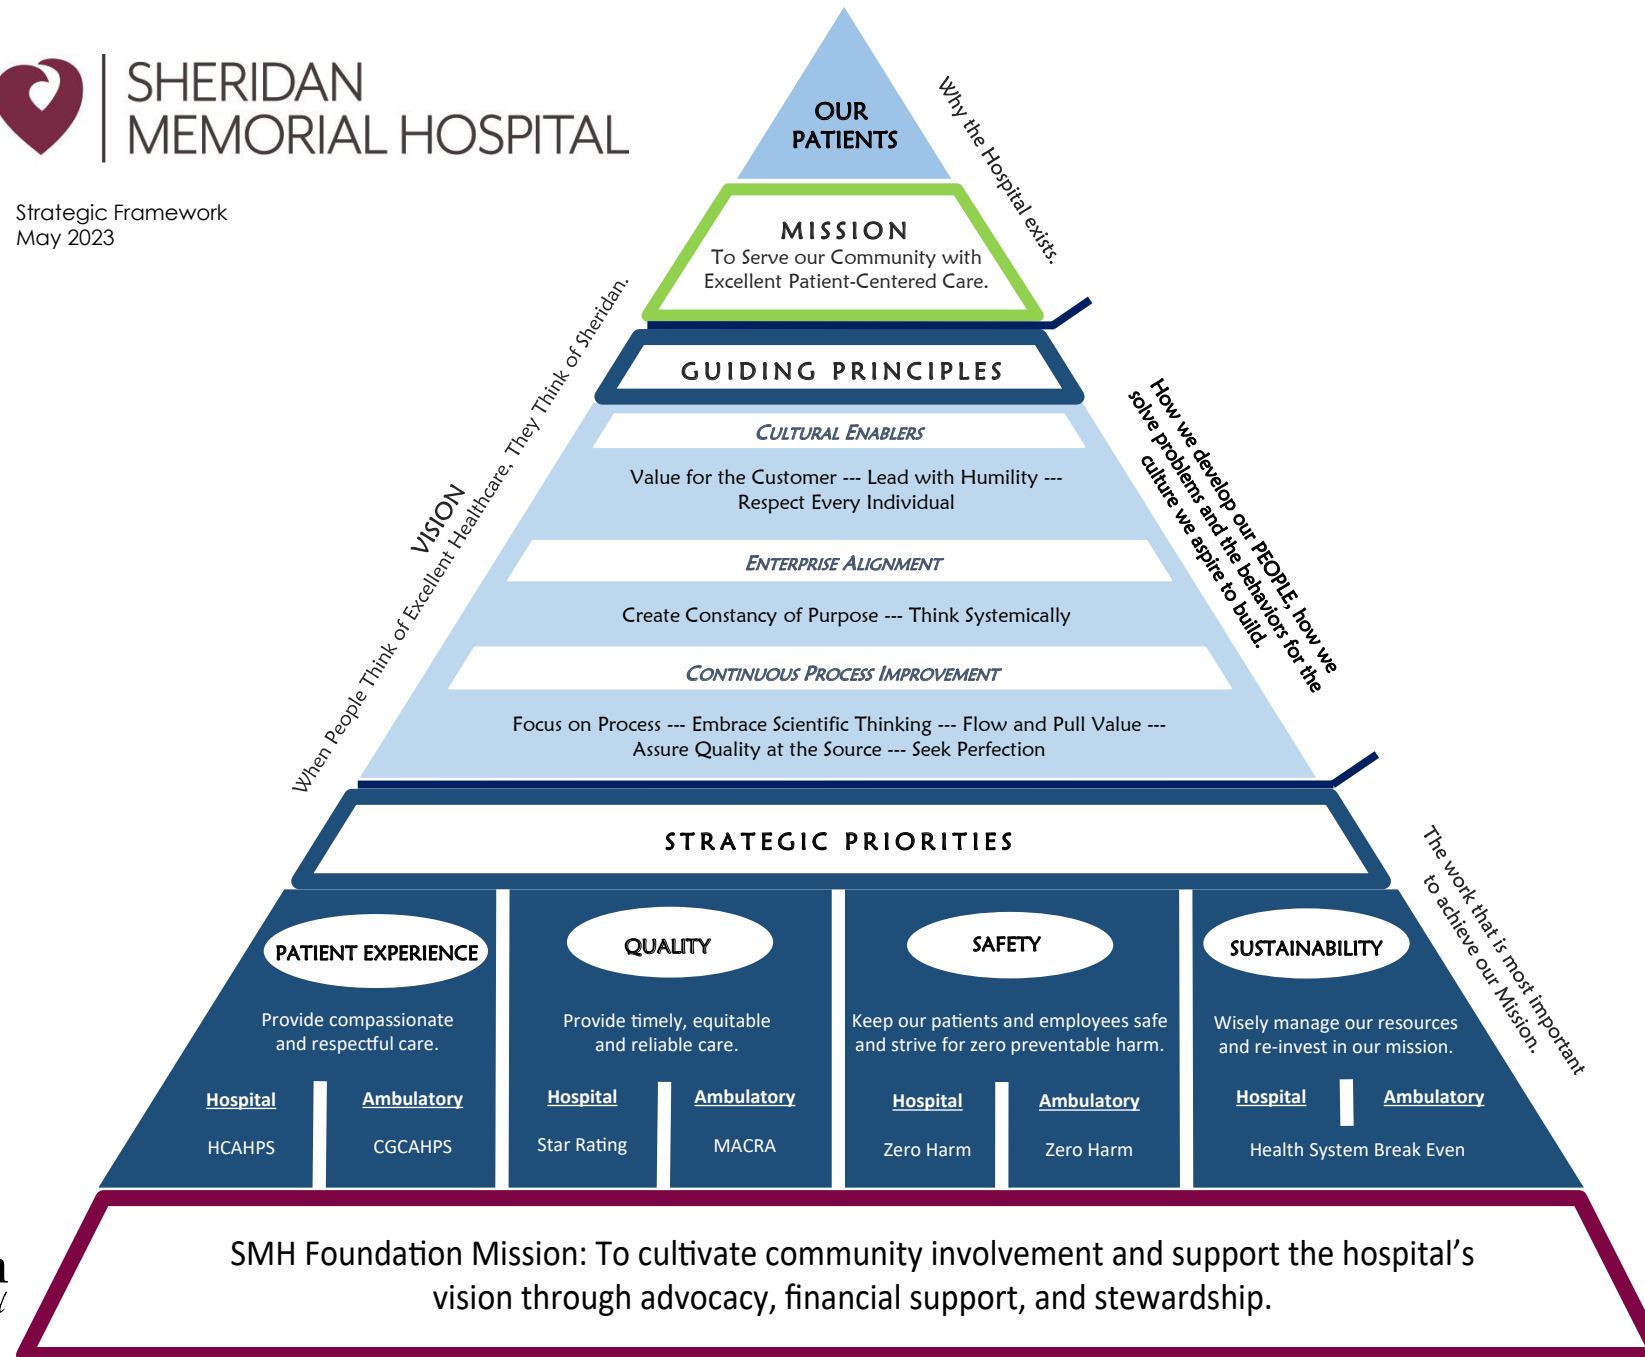 SHERIDAN
MEMORIAL HOSPITAL
Strategic Framework
May 2023
OUR
PATIENTS
Why the Hospital exists.
MISSION
To Serve our Community with
Excellent Patient-Centered Care.
VISION
When People Think of Excellent Healthcare, They Think of Sheridan.
GUIDING PRINCIPLES
CULTURAL ENABLERS
Value for the Customer --- Lead with Humility ---
Respect Every Individual
ENTERPRISE ALIGNMENT
Create Constancy of Purpose --- Think Systemically
CONTINUOUS PROCESS IMPROVEMENT
Focus on Process --- Embrace Scientific Thinking --- Flow and Pull Value ---
Assure Quality at the Source --- Seek Perfection
How we develop our PEOPLE, how we
solve problems and the behaviors for the
culture we aspire to build.
STRATEGIC PRIORITIES
The work that is most important
to achieve our Mission.
PATIENT EXPERIENCE
Provide compassionate
and respectful care.
Hospital Ambulatory
HCAHPS CGCAHPS
QUALITY
Provide timely, equitable
and reliable care.
Hospital Ambulatory
Star Rating MACRA
SAFETY
Keep our patients and employees safe
and strive for zero preventable harm.
Hospital Ambulatory
Zero Harm Zero Harm
SUSTAINABILITY
Wisely manage our resources
and re-invest in our mission.
Hospital Ambulatory
Health System Break Even
SMH Foundation Mission: To cultivate community involvement and support the hospital's
vision through advocacy, financial support, and stewardship.